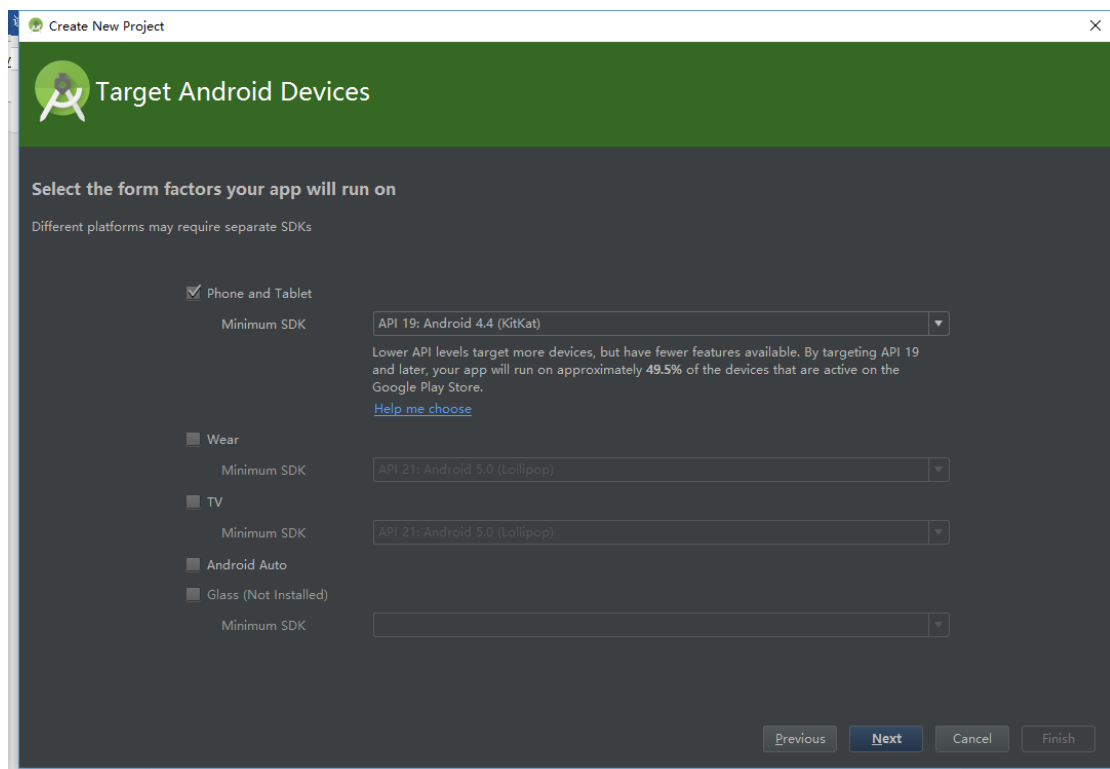 Create New Project
Target Android Devices
Select the form factors your app will run on
Different platforms may require separate SDKs
Phone and Tablet
Minimum SDK
API 19: Android 4.4 (KitKat)
Lower API levels target more devices, but have fewer features available. By targeting API 19
and later, your app will run on approximately 49.5% of the devices that are active on the
Google Play Store.
Help me choose
Wear
Minimum SDK
API 21: Android 5.0 (Lollipop)
TV
Minimum SDK
API 21: Android 5.0 (Lollipop)
Android Auto
Glass (Not Installed)
Minimum SDK
Previous
Next
Cancel
Finish